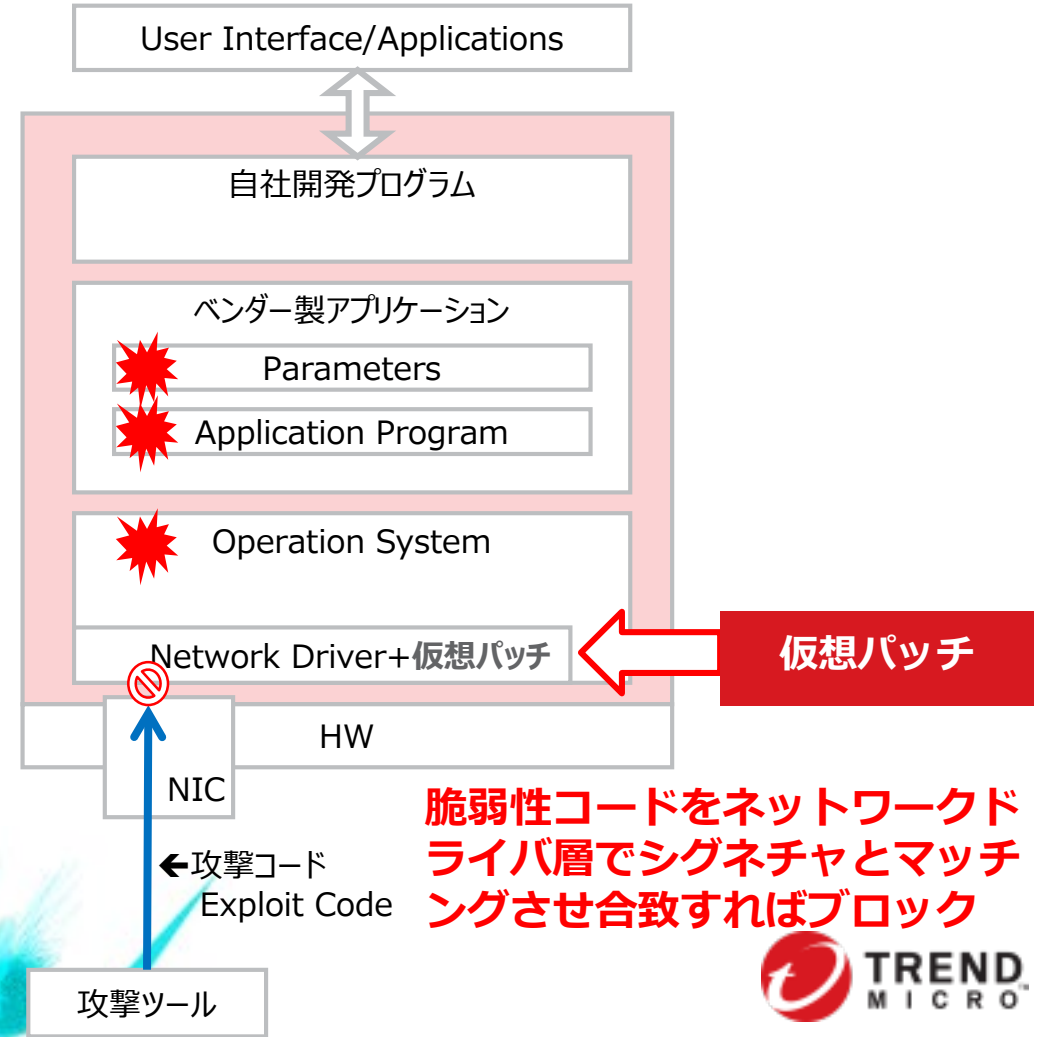 User Interface/Applications
自社開発プログラム
ベンダー製アプリケーション
Parameters
Application Program
Operation System
Network Driver+仮想パッチ
仮想パッチ
HW
NIC
脆弱性コードをネットワークド
ライバ層でシグネチャとマッチ
ングさせ合致すればブロック
←攻撃コード
Exploit Code
攻撃ツール
TREND
MICRO